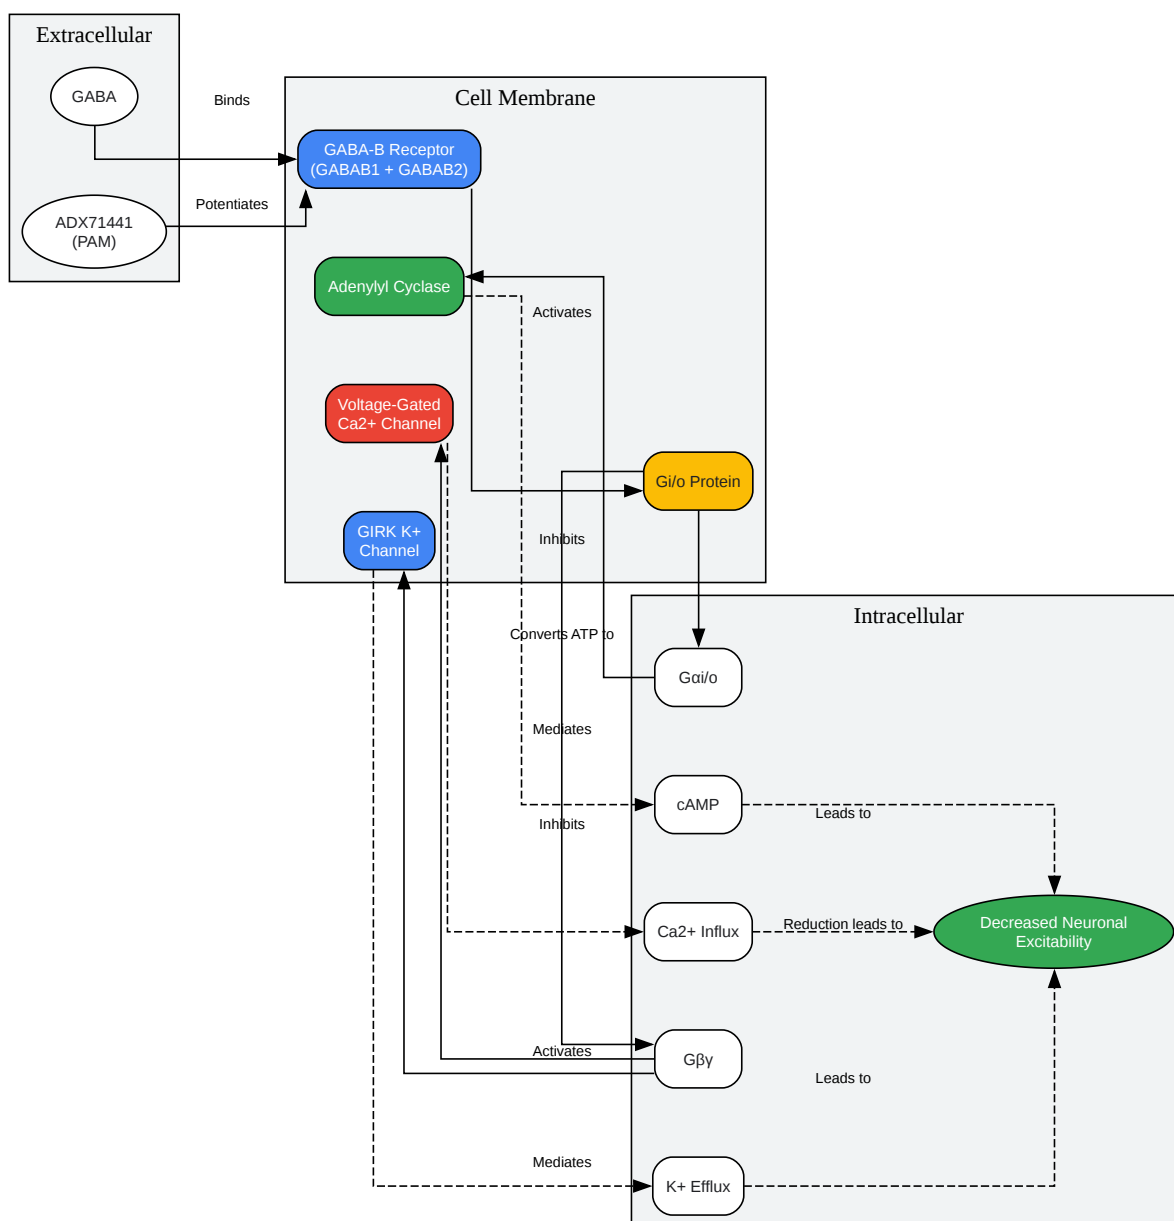 Extracellular
GABA
Binds
Cell Membrane
GABA-B Receptor
(GABAB1 + GABAB2)
Potentiates
ADX71441
(PAM)
Adenylyl Cyclase
Activates
Voltage-Gated
Ca2+ Channel
Gi/o Protein
GIRK K+
Channel
Inhibits
Intracellular
Converts ATP to
Gαi/o
Mediates
cAMP
Leads to
Inhibits
Ca2+ Influx
Reduction leads to
Decreased Neuronal
Excitability
Activates
Gβγ
Leads to
Mediates
K+ Efflux